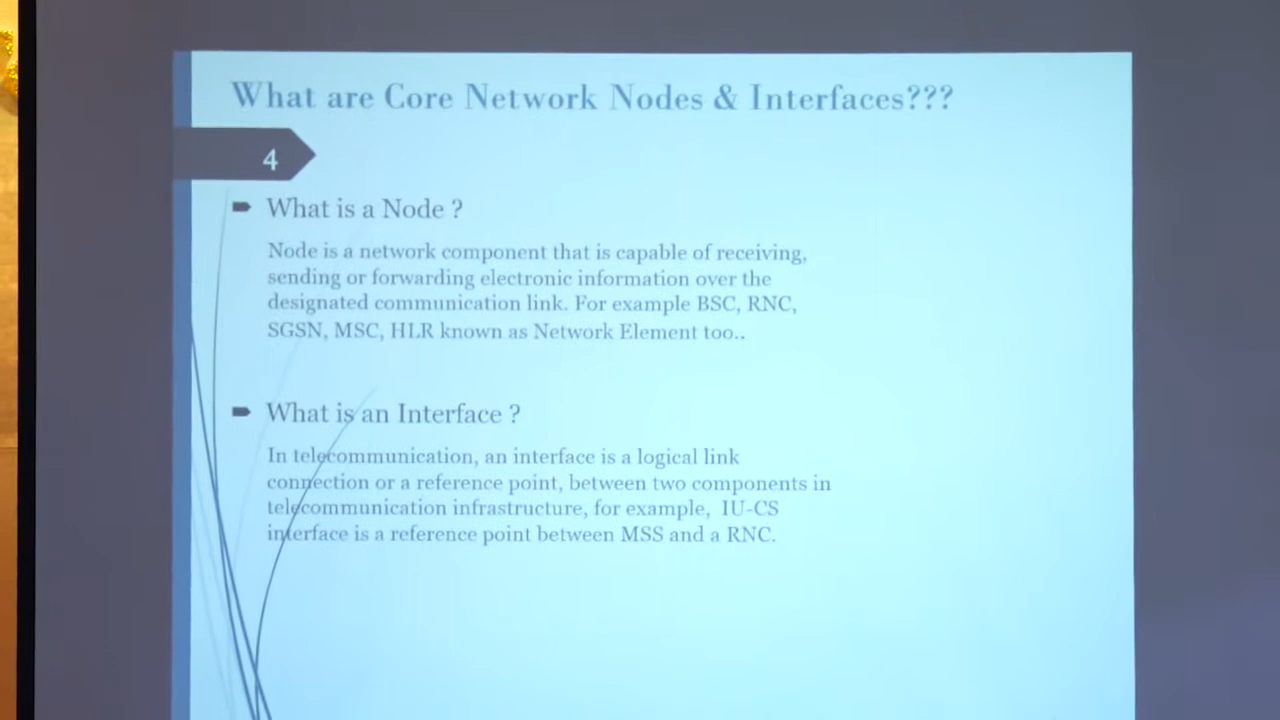 What are Core Network Nodes & Interfaces???
4
What is a Node ?
Node is a network component that is capable of receiving,
sending or forwarding electronic information over the
designated communication link. For example BSC, RNC,
SGSN, MSC, HLR known as Network Element too..
What is an Interface ?
In telecommunication, an interface is a logical link
connection or a reference point, between two components in
telecommunication infrastructure, for example,  IU-CS
interface is a reference point between MSS and a RNC.